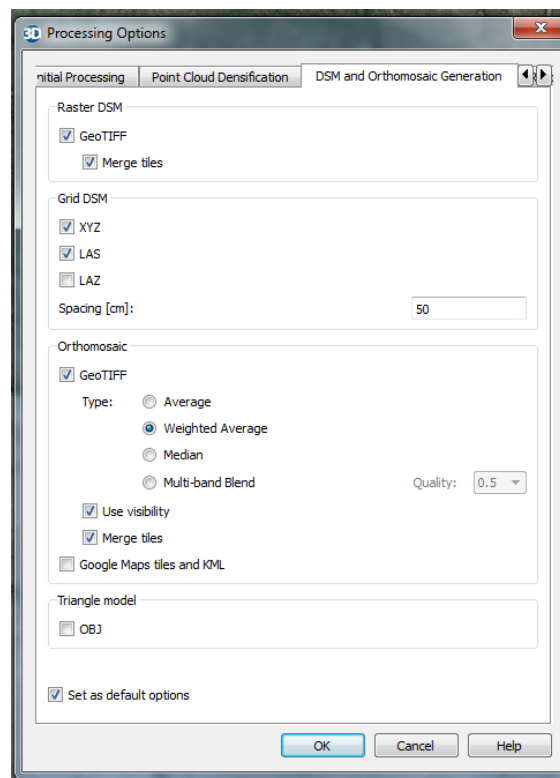 3D Processing Options
nitial Processing Point Cloud Densification DSM and Orthomosaic Generation
Raster DSM
GeoTIFF
Merge tiles
Grid DSM
XYZ
LAS
LAZ
Spacing [cm]: 50
Orthomosaic
GeoTIFF
Type: Average
Weighted Average
Median
Multi-band Blend Quality: 0.5
Use visibility
Merge tiles
Google Maps tiles and KML
Triangle model
OBJ
Set as default options
OK Cancel Help